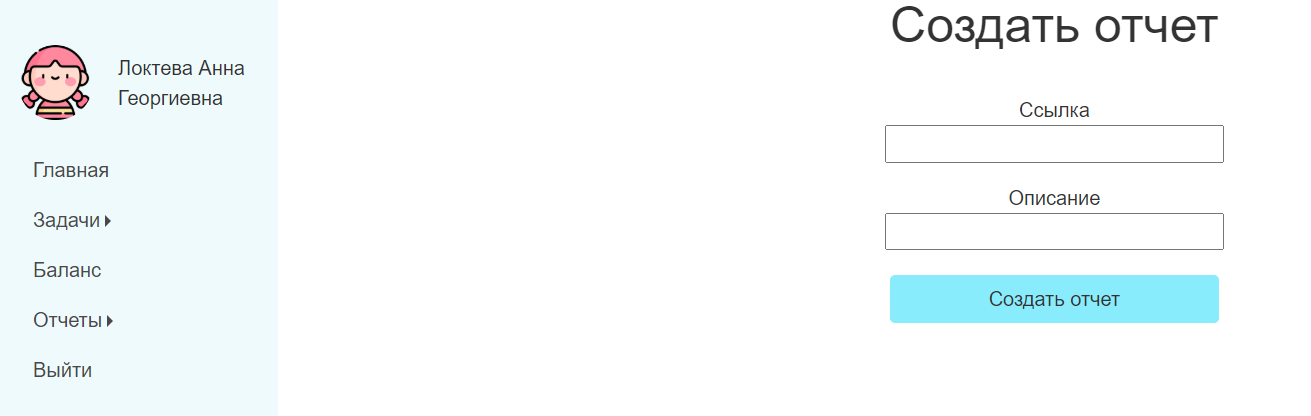 Локтева Анна
Георгиевна
Главная
Задачи
Баланс
Отчеты
Выйти
Создать отчет
Ссылка
Описание
Создать отчет